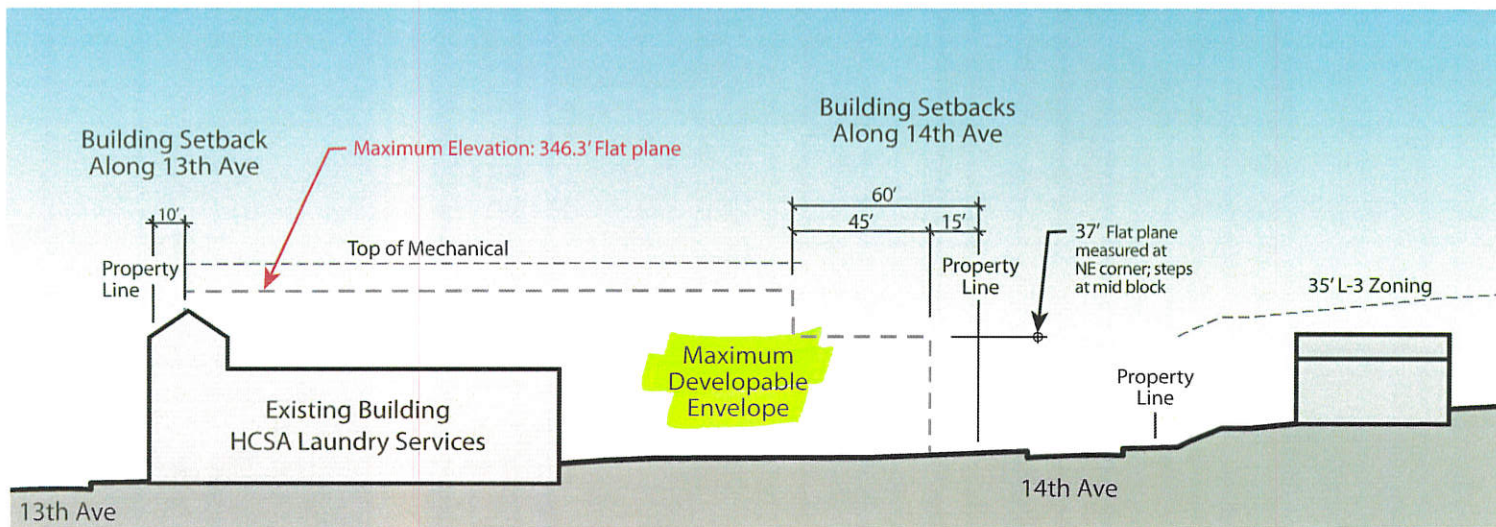 Building Setback
Along 13th Ave
Maximum Elevation: 346.3' Flat plane
Building Setbacks
Along 14th Ave
10'
60'
45'
15'
Top of Mechanical
Property
Line
Property
Line
37' Flat plane
measured at
NE corner; steps
at mid block
35' L-3 Zoning
Maximum
Developable
Envelope
Property
Line
Existing Building
HCSA Laundry Services
14th Ave
13th Ave